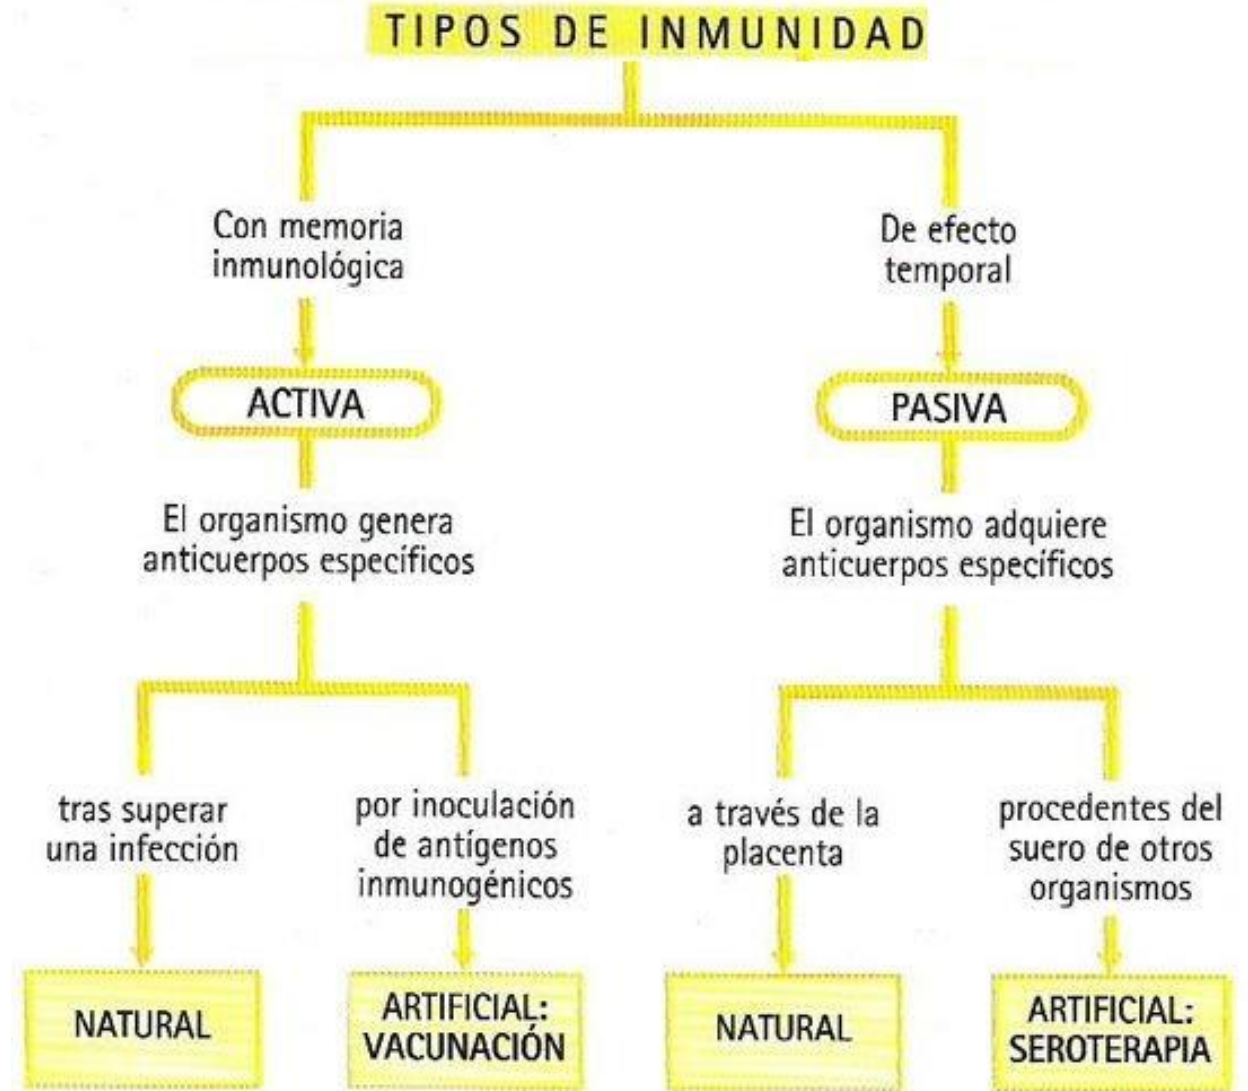 TIPOS DE INMUNIDAD
Con memoria
inmunológica
De efecto
temporal
ACTIVA
PASIVA
El organismo genera
anticuerpos específicos
El organismo adquiere
anticuerpos específicos
tras superar
una infección
por inoculación
de antígenos
inmunogénicos
a través de la
placenta
procedentes del
suero de otros
organismos
NATURAL
ARTIFICIAL:
VACUNACIÓN
NATURAL
ARTIFICIAL:
SEROTERAPIA